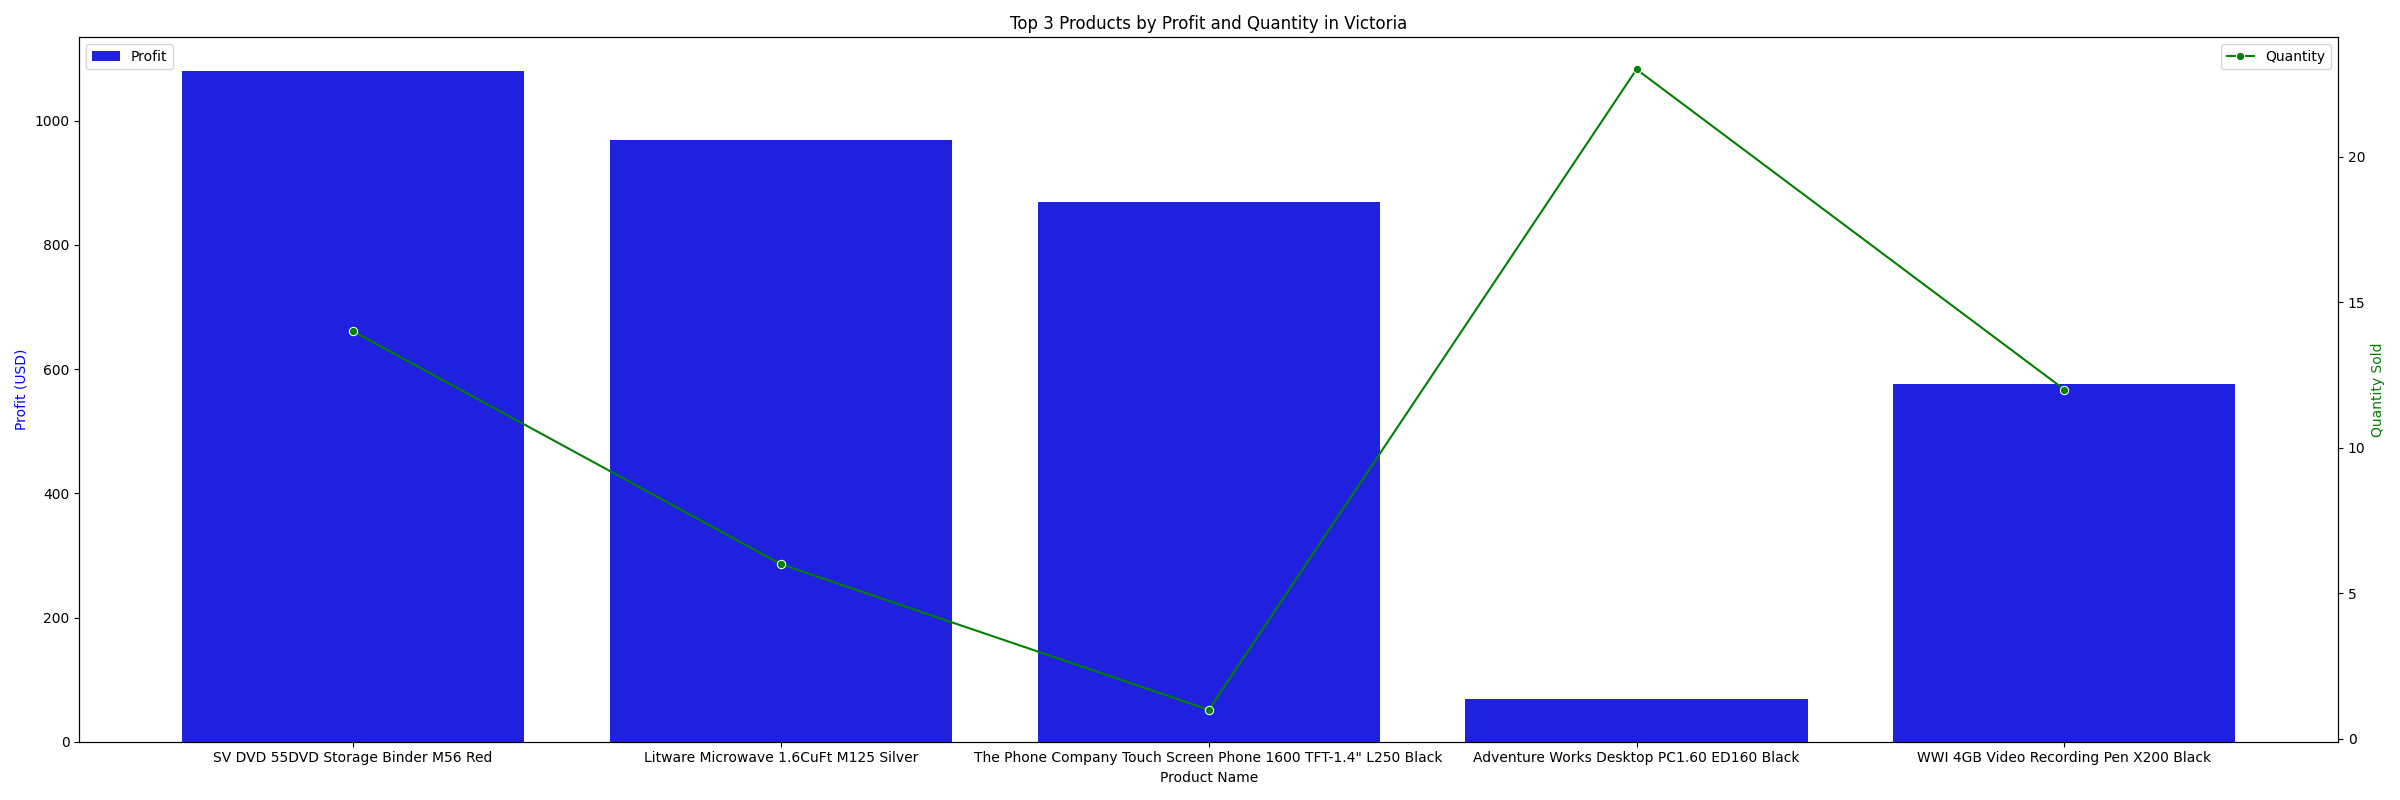 Top 3 Products by Profit and Quantity in Victoria
Profit
Quantity
1000
800
600
400
200
0
Profit (USD)
20
15
10
5
0
Quantity Sold
SV DVD 55DVD Storage Binder M56 Red
Litware Microwave 1.6CuFt M125 Silver
The Phone Company Touch Screen Phone 1600 TFT-1.4" L250 Black
Adventure Works Desktop PC1.60 ED160 Black
WWI 4GB Video Recording Pen X200 Black
Product Name